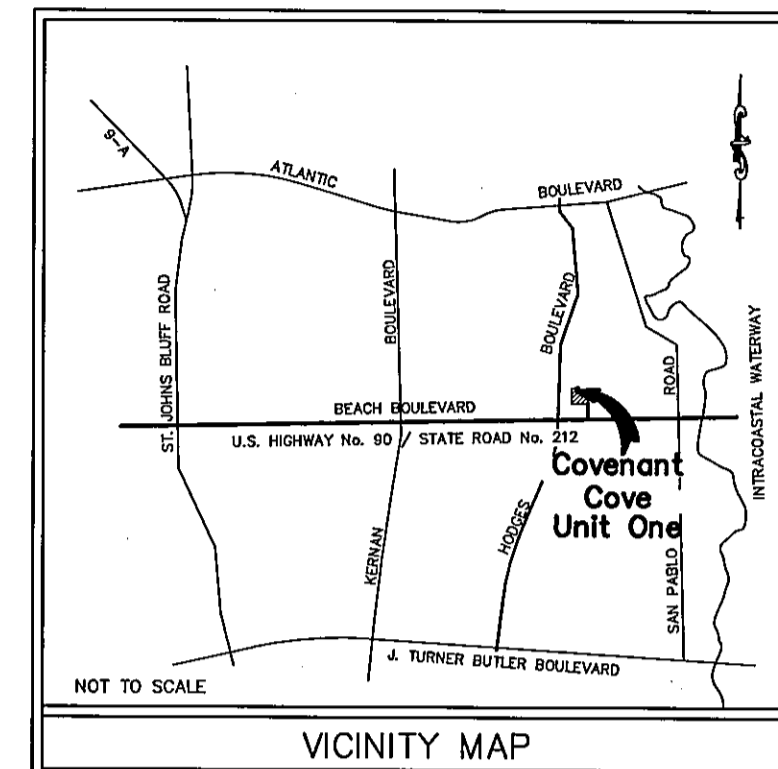 9-A
ATLANTIC
BOULEVARD
ST. JOHNS BLUFF ROAD
BOULEVARD
BOULEVARD
ROAD
INTRACOASTAL WATERWAY
BEACH BOULEVARD
U.S. HIGHWAY No. 90 / STATE ROAD No. 212
Covenant
Cove
Unit One
KERNAN
HODGES
SAN PABLO
J. TURNER BUTLER BOULEVARD
NOT TO SCALE
VICINITY MAP